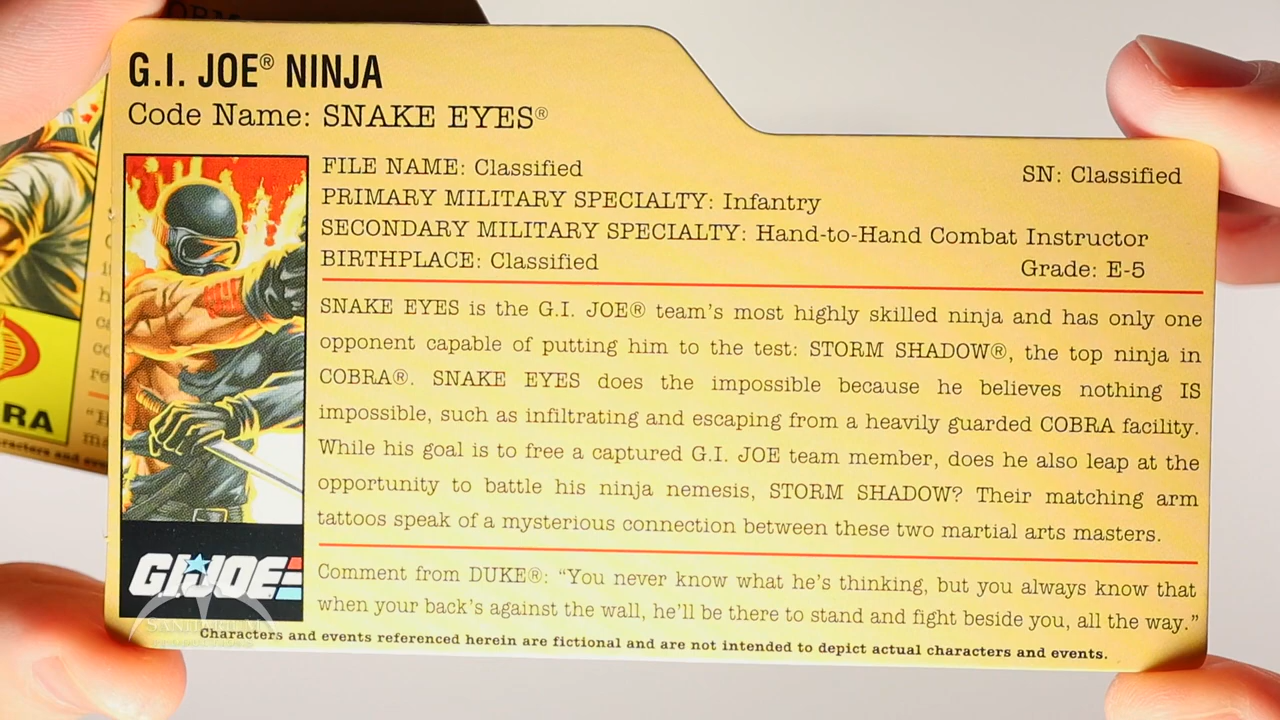 G.I. JOE® NINJA
Code Name: SNAKE EYES®
FILE NAME: Classified
SN: Classified
PRIMARY MILITARY SPECIALTY: Infantry
SECONDARY MILITARY SPECIALTY: Hand-to-Hand Combat Instructor
BIRTHPLACE: Classified
Grade: E-5
SNAKE EYES is the G.I. JOE® team's most highly skilled ninja and has only one
opponent capable of putting him to the test: STORM SHADOW®, the top ninja in
COBRA®. SNAKE EYES does the impossible because he believes nothing IS
impossible, such as infiltrating and escaping from a heavily guarded COBRA facility.
While his goal is to free a captured G.I. JOE team member, does he also leap at the
opportunity to battle his ninja nemesis, STORM SHADOW? Their matching arm
tattoos speak of a mysterious connection between these two martial arts masters.
Comment from DUKE®: "You never know what he's thinking, but you always know that
when your back's against the wall, he'll be there to stand and fight beside you, all the way."
Characters and events referenced herein are fictional and are not intended to depict actual characters and events.
GI JOE
RA